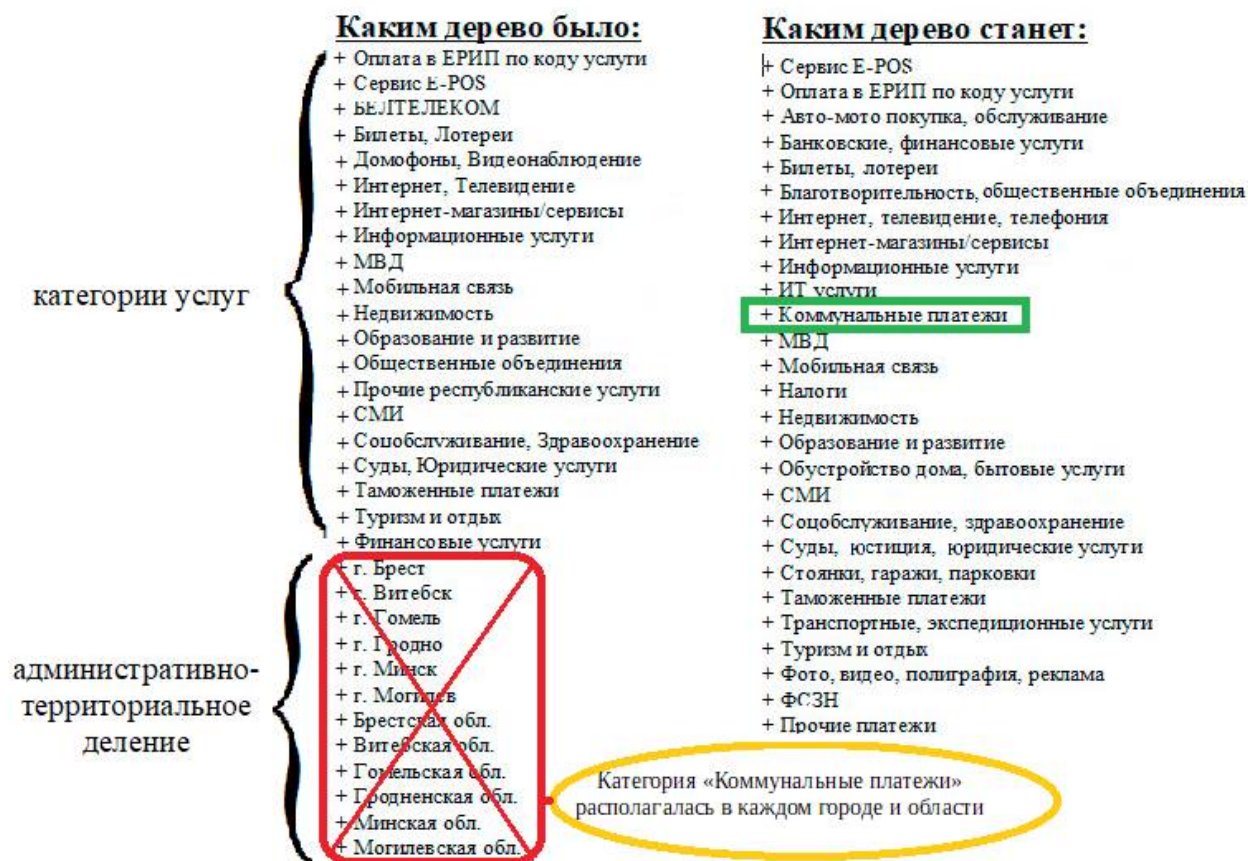 Каким дерево было:
+ Оплата в ЕРИП по коду услуги
+ Сервис E-POS
+ БЕЛТЕЛЕКОМ
+ Билеты, Лотереи
+ Домофоны, Видеонаблюдение
+ Интернет, Телевидение
+ Интернет-магазины/сервисы
+ Информационные услуги
+ МВД
+ Мобильная связь
+ Недвижимость
+ Образование и развитие
+ Общественные объединения
+ Прочие республиканские услуги
+ СМИ
+ Соцобслуживание, Здравоохранение
+ Суды, Юридические услуги
+ Таможенные платежи
+ Туризм и отдых
+ Финансовые услуги
+ г. Брест
+ г. Витебск
+ г. Гомель
+ г. Гродно
+ г. Минск
+ г. Могилев
+ Брестская обл.
+ Витебская обл.
+ Гомельская обл.
+ Гродненская обл.
+ Минская обл.
+ Могилевская обл.
категории услуг
административно-
территориальное
деление
Каким дерево станет:
+ Сервис E-POS
+ Оплата в ЕРИП по коду услуги
+ Авто-мото покупка, обслуживание
+ Банковские, финансовые услуги
+ Билеты, лотереи
+ Благотворительность, общественные объединения
+ Интернет, телевидение, телефония
+ Интернет-магазины/сервисы
+ Информационные услуги
+ ИТ услуги
+ Коммунальные платежи
+ МВД
+ Мобильная связь
+ Налоги
+ Недвижимость
+ Образование и развитие
+ Обустройство дома, бытовые услуги
+ СМИ
+ Соцобслуживание, здравоохранение
+ Суды, юстиция, юридические услуги
+ Стоянки, гаражи, парковки
+ Таможенные платежи
+ Транспортные, экспедиционные услуги
+ Туризм и отдых
+ Фото, видео, полиграфия, реклама
+ ФСЗН
+ Прочие платежи
Категория «Коммунальные платежи»
располагалась в каждом городе и области